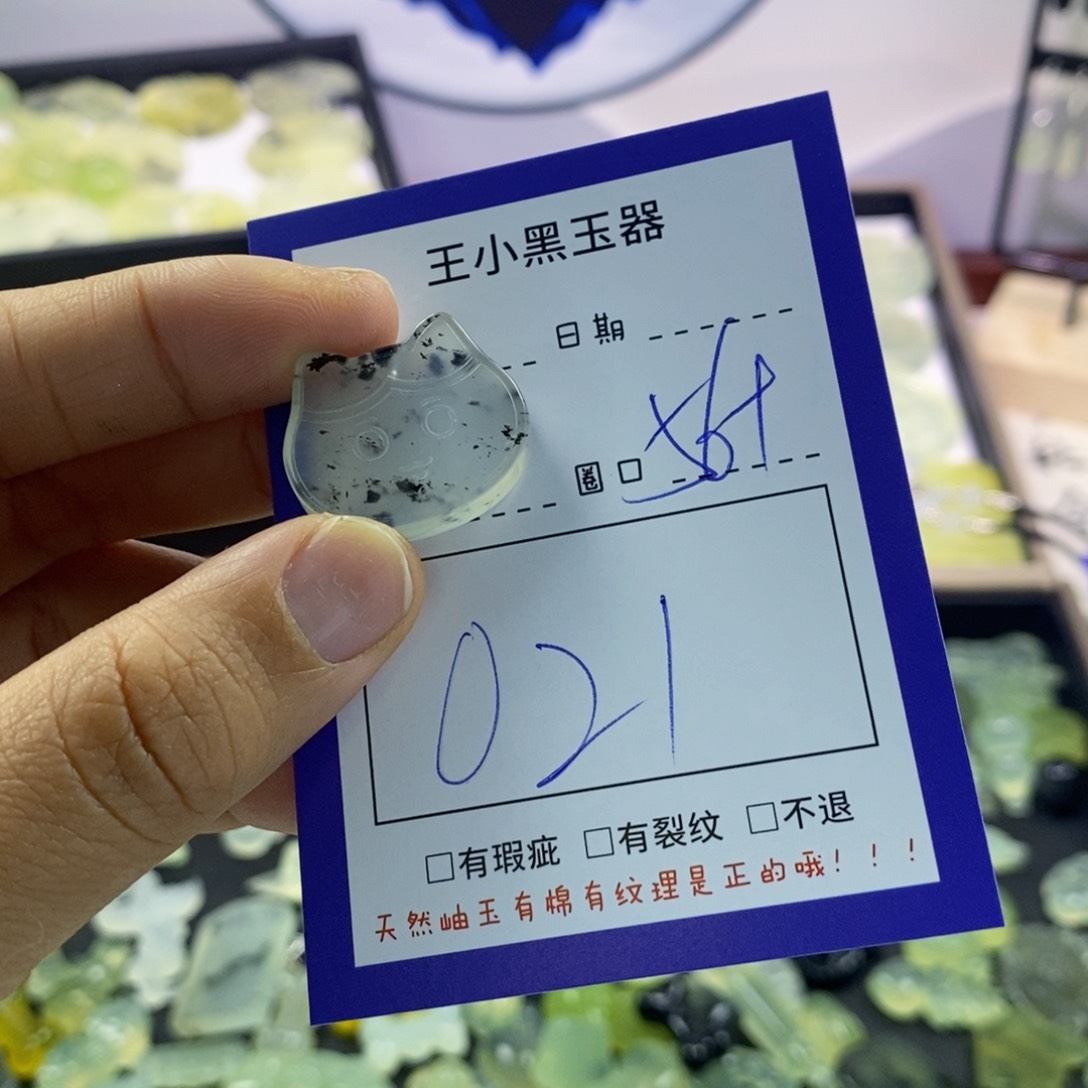 王小黑玉器
日期
圈口
021
□有瑕疵 □有裂纹 □不退
天然岫玉有棉有纹理是正的哦！！！